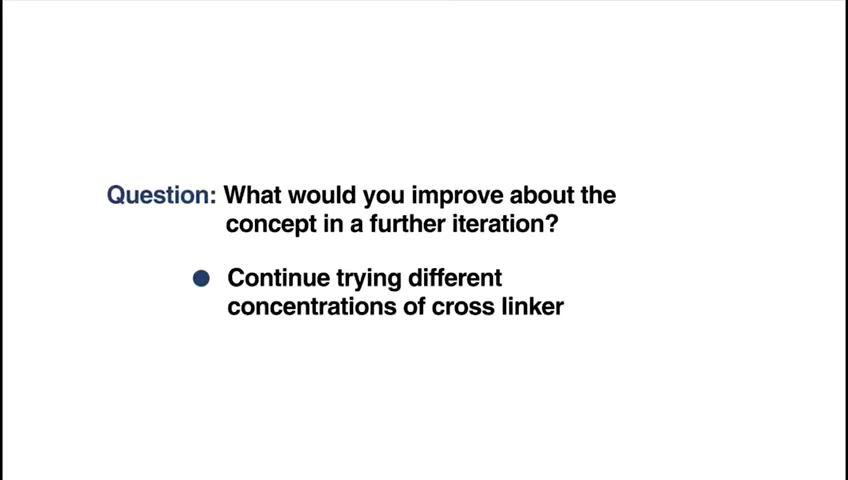 Question: What would you improve about the
concept in a further iteration?
Continue trying different
concentrations of cross linker